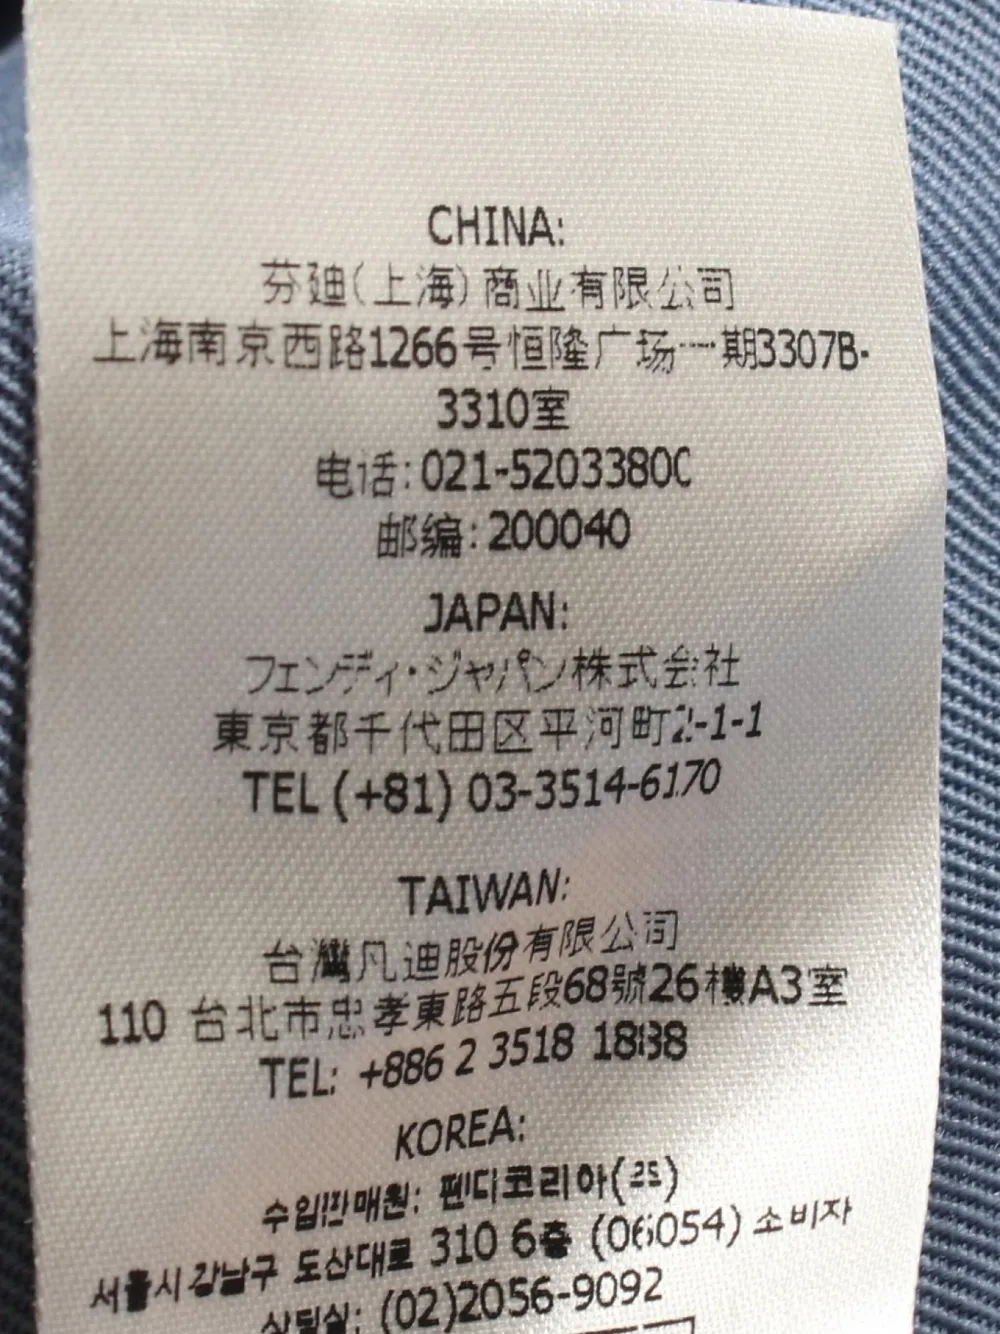 CHINA:
芬迪(上海)商业有限公司
上海南京西路1266号恒隆广场一期3307B-
3310室
电话:021-52033800
邮编:200040
JAPAN:
フェンディ・ジャパン株式会社
東京都千代田区平河町2-1-1
TEL (+81) 03-3514-6170
TAIWAN:
台灣凡迪股份有限公司
110 台北市忠孝東路五段68號26樓A3室
TEL: +886 2 3518 1838
KOREA:
수입판매원: 펜디코리아(유)
서울시강남구 도산대로 310 6층 (06054) 소비자
상담실: (02)2056-9092